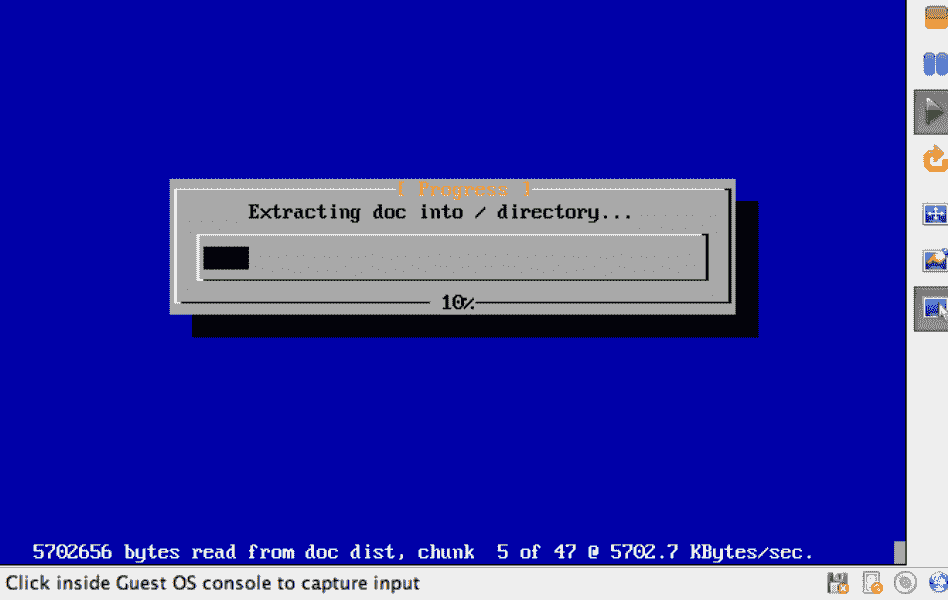 [ Progress ]
Extracting doc into / directory...
10%
5702656 bytes read from doc dist, chunk  5 of 47 @ 5702.7 KBytes/sec.
Click inside Guest OS console to capture input